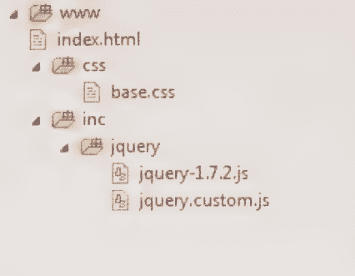 www
index.html
css
base.css
inc
jquery
jquery-1.7.2.js
jquery.custom.js